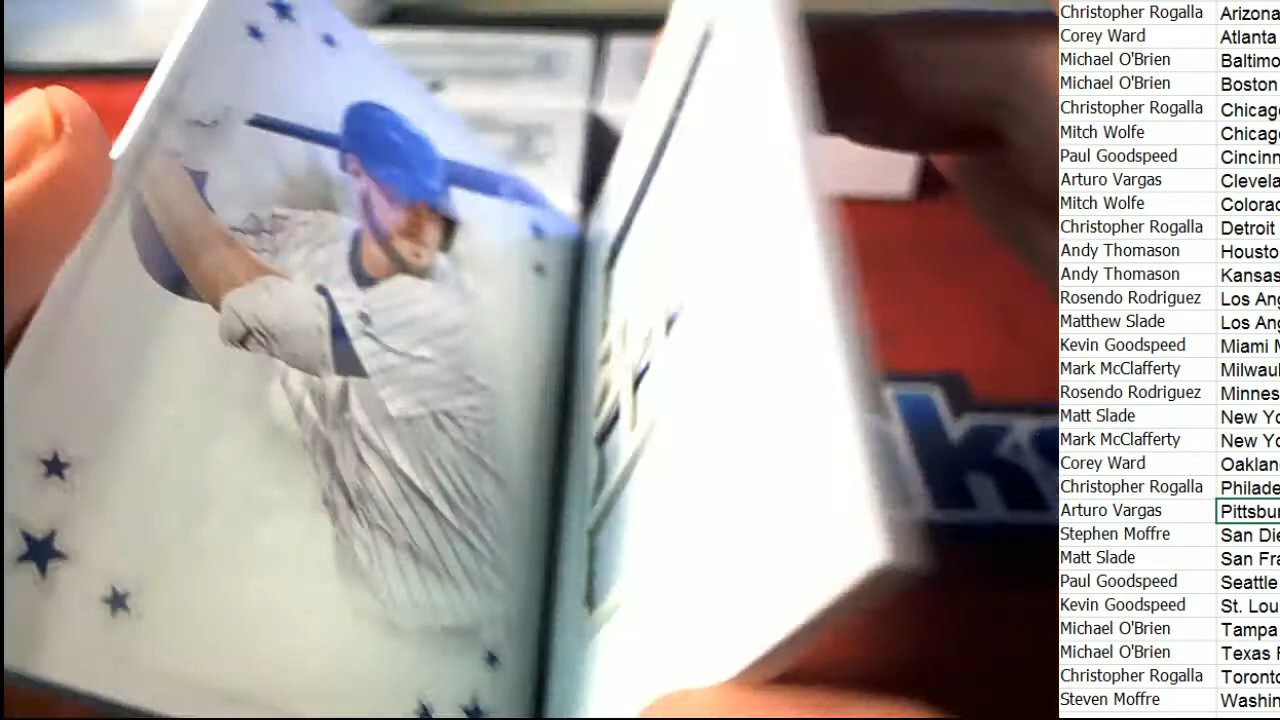 Christopher Rogalla Arizona
Corey Ward Atlanta
Michael O'Brien Baltimo
Michael O'Brien Boston
Christopher Rogalla Chicag
Mitch Wolfe Chicag
Paul Goodspeed Cincinn
Arturo Vargas Clevela
Mitch Wolfe Colorad
Christopher Rogalla Detroit
Andy Thomason Housto
Andy Thomason Kansas
Rosendo Rodriguez Los Ang
Matthew Slade Los Ang
Kevin Goodspeed Miami M
Mark McClafferty Milwau
Rosendo Rodriguez Minnes
Matt Slade New Yo
Mark McClafferty New Yo
Corey Ward Oaklan
Christopher Rogalla Philade
Arturo Vargas Pittsbur
Stephen Moffre San Die
Matt Slade San Fra
Paul Goodspeed Seattle
Kevin Goodspeed St. Lou
Michael O'Brien Tampa
Michael O'Brien Texas
Christopher Rogalla Toronto
Steven Moffre Washin